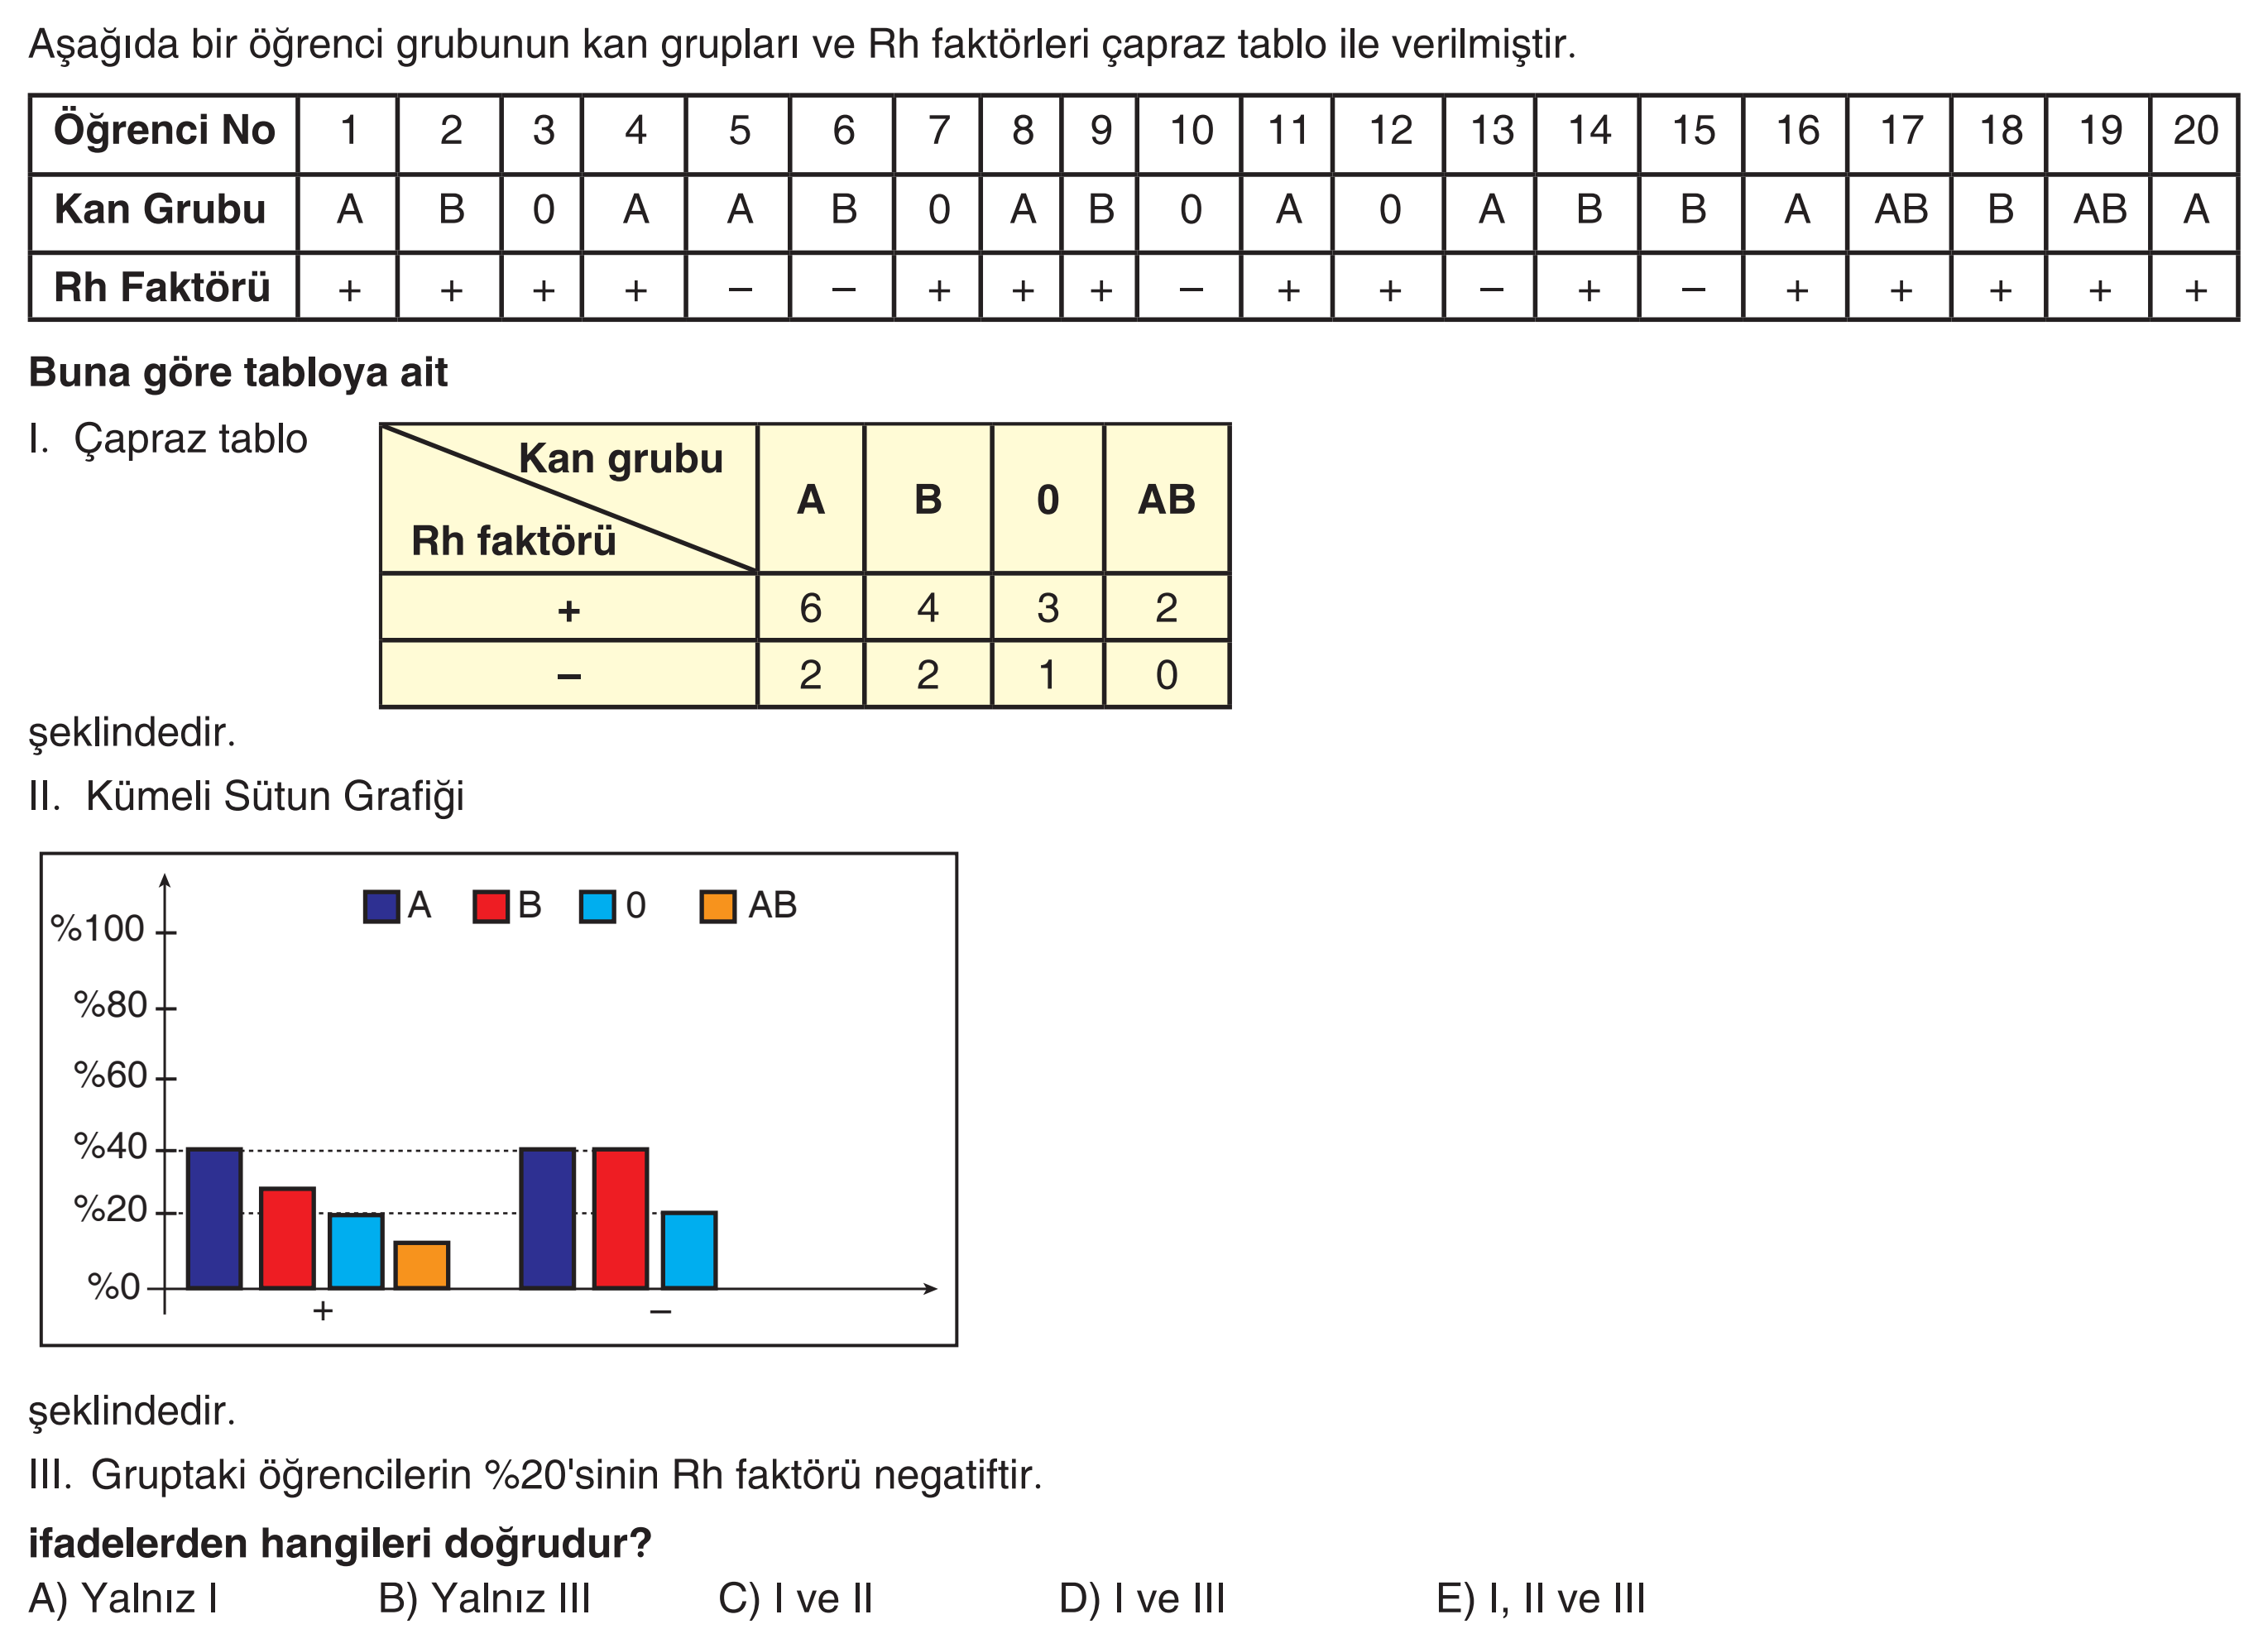 Aşağıda bir öğrenci grubunun kan grupları ve Rh faktörleri çapraz tablo ile verilmiştir.
Öğrenci No 1 2 3 4 5 6 7 8 9 10 11 12 13 14 15 16 17 18 19 20
Kan Grubu A B 0 A A B 0 A B 0 A 0 A B B A AB B AB A
Rh Faktörü + + + + – – + + + – + + – + – + + + + +
Buna göre tabloya ait
I. Çapraz tablo
Kan grubu
Rh faktörü
A B 0 AB
+ 6 4 3 2
– 2 2 1 0
şeklindedir.
II. Kümeli Sütun Grafiği
A B 0 AB
%100
%80
%60
%40
%20
%0
+ –
şeklindedir.
III. Gruptaki öğrencilerin %20'sinin Rh faktörü negatiftir.
ifadelerden hangileri doğrudur?
A) Yalnız I B) Yalnız III C) I ve II D) I ve III E) I, II ve III